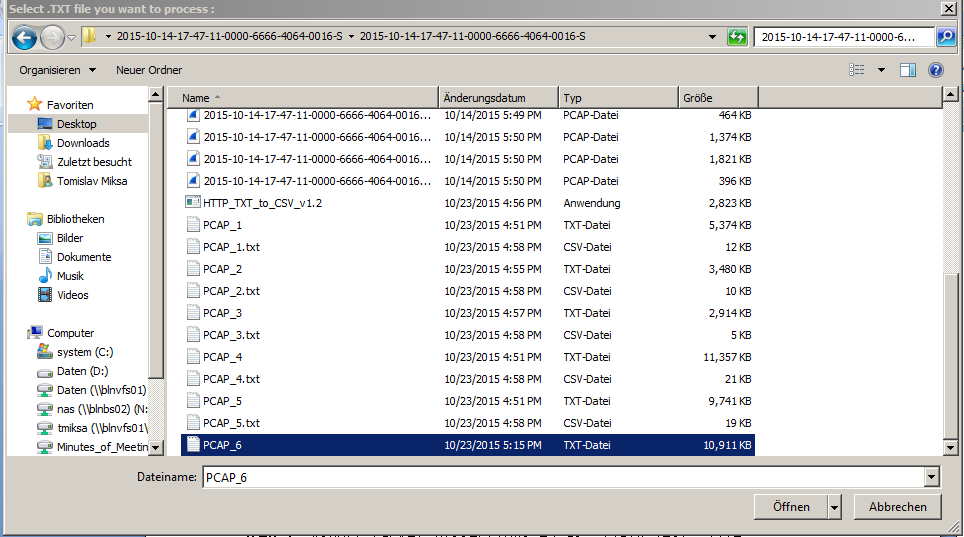 Select .TXT file you want to process :
2015-10-14-17-47-11-0000-6666-4064-0016-S 2015-10-14-17-47-11-0000-6666-4064-0016-S 2015-10-14-17-47-11-0000-6...
Organisieren Neuer Ordner
Favoriten
Desktop
Downloads
Zuletzt besucht
Tomislav Miksa
Bibliotheken
Bilder
Dokumente
Musik
Videos
Computer
system (C:)
Daten (D:)
Daten (\\blnvfs01)
nas (\\blnbs02) (N:
tmiksa (\\blnvfs01\
Minutes_of_Meetin
Name Änderungsdatum Typ Größe
2015-10-14-17-47-11-0000-6666-4064-0016... 10/14/2015 5:49 PM PCAP-Datei 464 KB
2015-10-14-17-47-11-0000-6666-4064-0016... 10/14/2015 5:50 PM PCAP-Datei 1,374 KB
2015-10-14-17-47-11-0000-6666-4064-0016... 10/14/2015 5:50 PM PCAP-Datei 1,821 KB
2015-10-14-17-47-11-0000-6666-4064-0016... 10/14/2015 5:50 PM PCAP-Datei 396 KB
HTTP_TXT_to_CSV_v1.2 10/23/2015 4:56 PM Anwendung 2,823 KB
PCAP_1 10/23/2015 4:51 PM TXT-Datei 5,374 KB
PCAP_1.txt 10/23/2015 4:58 PM CSV-Datei 12 KB
PCAP_2 10/23/2015 4:55 PM TXT-Datei 3,480 KB
PCAP_2.txt 10/23/2015 4:58 PM CSV-Datei 10 KB
PCAP_3 10/23/2015 4:57 PM TXT-Datei 2,914 KB
PCAP_3.txt 10/23/2015 4:58 PM CSV-Datei 5 KB
PCAP_4 10/23/2015 4:51 PM TXT-Datei 11,357 KB
PCAP_4.txt 10/23/2015 4:58 PM CSV-Datei 21 KB
PCAP_5 10/23/2015 4:51 PM TXT-Datei 9,741 KB
PCAP_5.txt 10/23/2015 4:58 PM CSV-Datei 19 KB
PCAP_6 10/23/2015 5:15 PM TXT-Datei 10,911 KB
Dateiname: PCAP_6
Öffnen Abbrechen